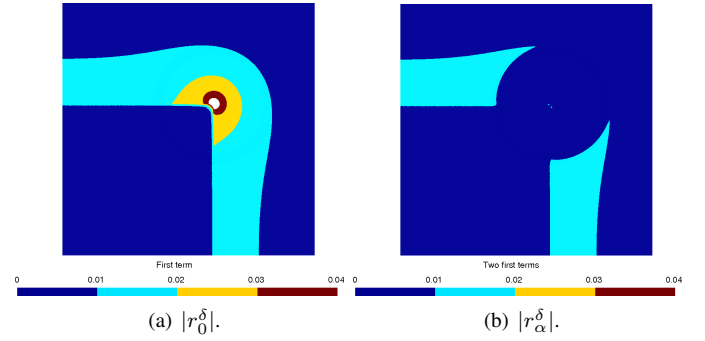 First term
0 0.01 0.02 0.03 0.04
(a) |r₀^δ|.
Two first terms
0 0.01 0.02 0.03 0.04
(b) |r_α^δ|.